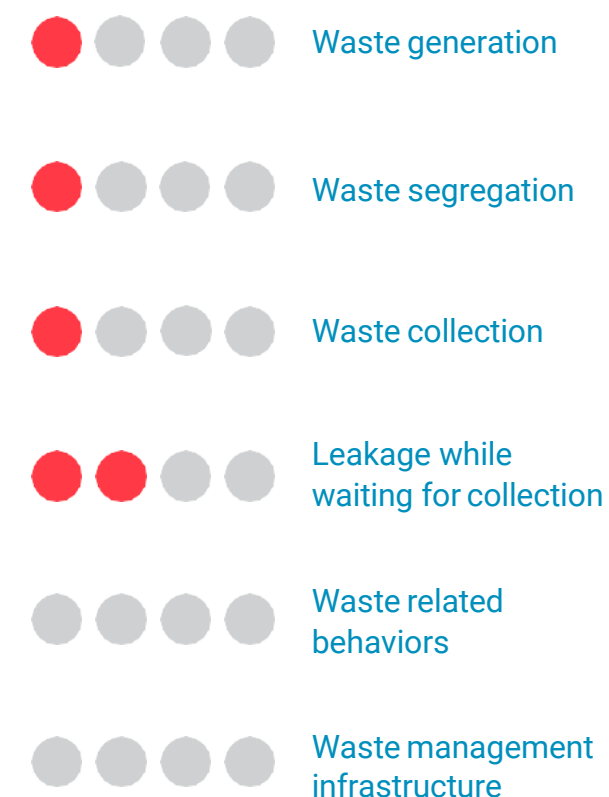 Waste generation
Waste segregation
Waste collection
Leakage while
waiting for collection
Waste related
behaviors
Waste management
infrastructure